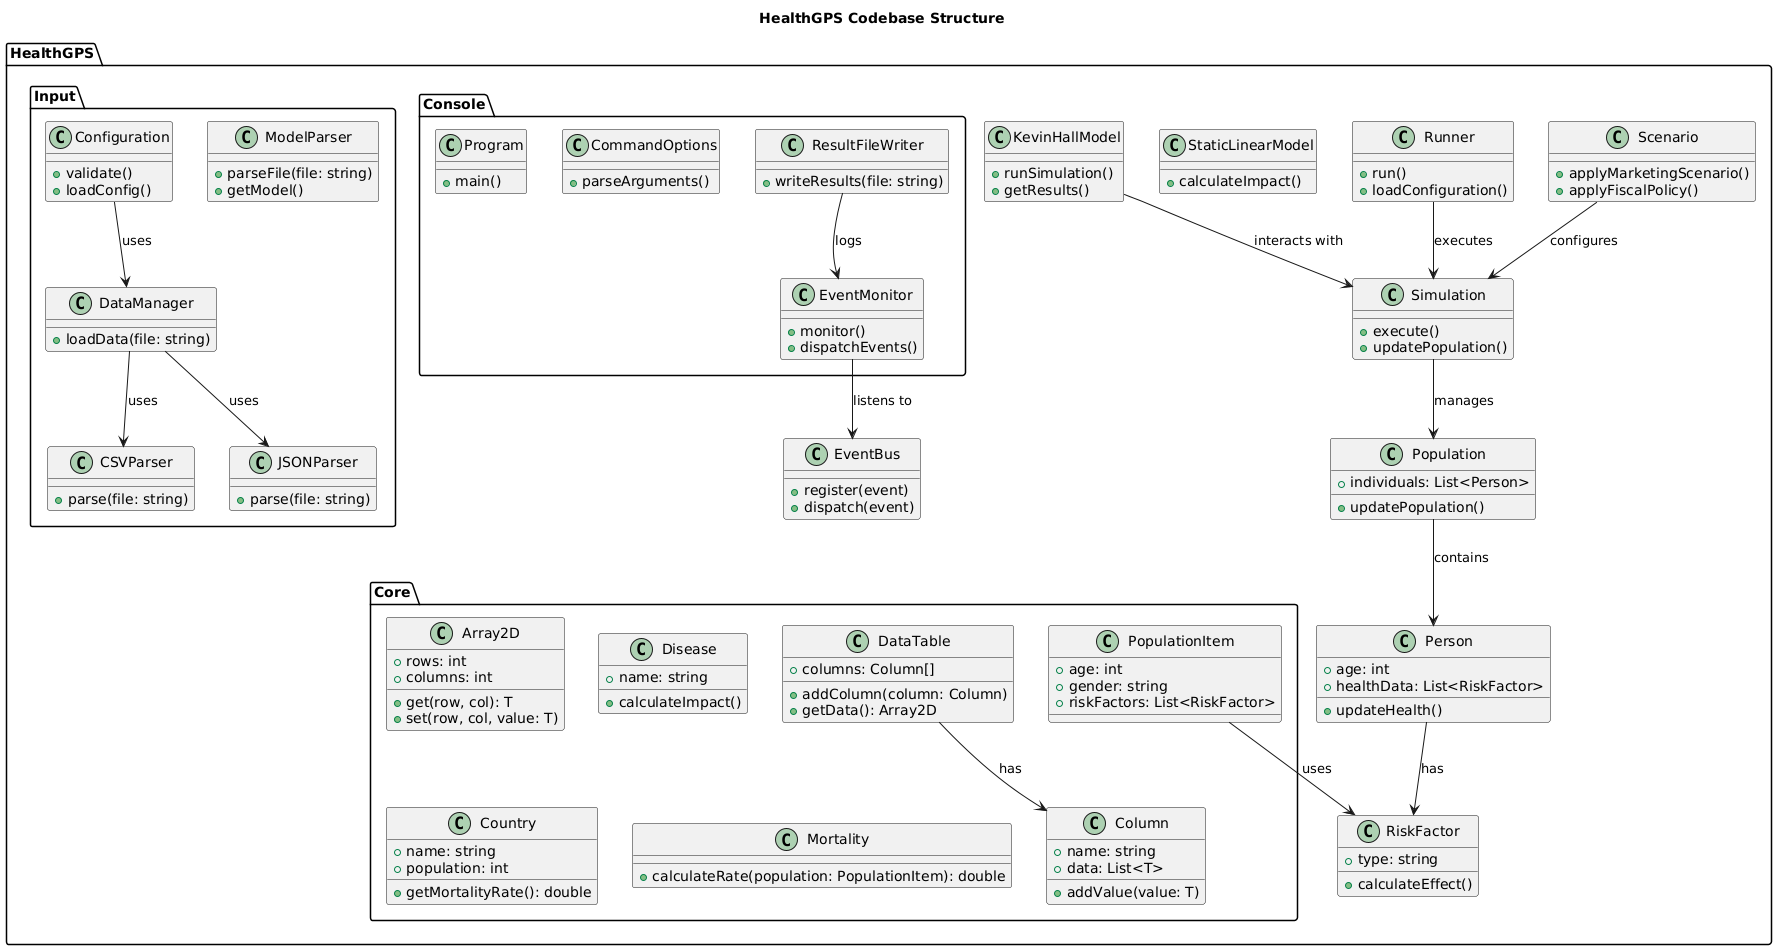 HealthGPS Codebase Structure
HealthGPS
Input
C Configuration
validate()
loadConfig()
C ModelParser
parseFile(file: string)
getModel()
uses
C DataManager
loadData(file: string)
uses
uses
C CSVParser
parse(file: string)
C JSONParser
parse(file: string)
Console
C Program
main()
C CommandOptions
parseArguments()
C ResultFileWriter
writeResults(file: string)
logs
C EventMonitor
monitor()
dispatchEvents()
listens to
C EventBus
register(event)
dispatch(event)
C KevinHallModel
runSimulation()
getResults()
C StaticLinearModel
calculateImpact()
C Runner
run()
loadConfiguration()
C Scenario
applyMarketingScenario()
applyFiscalPolicy()
interacts with
executes
configures
C Simulation
execute()
updatePopulation()
manages
C Population
individuals: List<Person>
updatePopulation()
contains
Core
C Array2D
rows: int
columns: int
get(row, col): T
set(row, col, value: T)
C Disease
name: string
calculateImpact()
C DataTable
columns: Column[]
addColumn(column: Column)
getData(): Array2D
C PopulationItem
age: int
gender: string
riskFactors: List<RiskFactor>
C Person
age: int
healthData: List<RiskFactor>
updateHealth()
has
uses
has
C Country
name: string
population: int
getMortalityRate(): double
C Mortality
calculateRate(population: PopulationItem): double
C Column
name: string
data: List<T>
addValue(value: T)
C RiskFactor
type: string
calculateEffect()